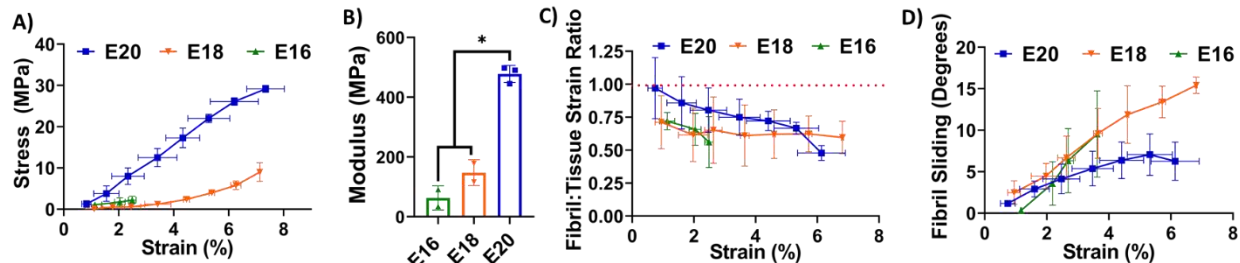 A)
E20 E18 E16
40
30
20
10
0
Stress (MPa)
0 2 4 6 8
Strain (%)
B)
*
600
400
200
0
Modulus (MPa)
E16 E18 E20
C)
E20 E18 E16
1.25
1.00
0.75
0.50
0.25
0.00
Fibril:Tissue Strain Ratio
0 2 4 6 8
Strain (%)
D)
E20 E18 E16
20
15
10
5
0
Fibril Sliding (Degrees)
0 2 4 6 8
Strain (%)